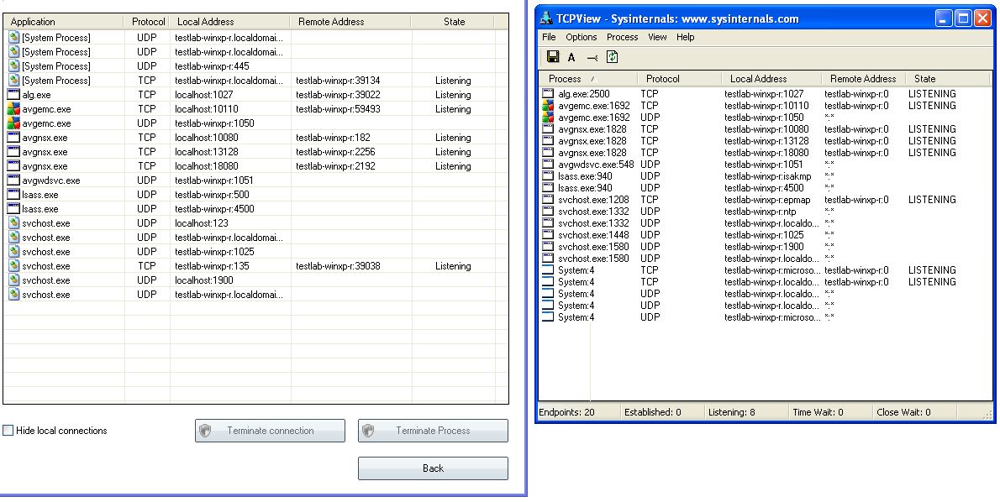 Application Protocol Local Address Remote Address State
[System Process] UDP testlab-winxp-r.localdomai...
[System Process] UDP testlab-winxp-r.localdomai...
[System Process] UDP testlab-winxp-r:445
[System Process] TCP testlab-winxp-r.localdomai... testlab-winxp-r:39134 Listening
alg.exe TCP localhost:1027 testlab-winxp-r:39022 Listening
avgemc.exe TCP localhost:10110 testlab-winxp-r:59493 Listening
avgemc.exe UDP testlab-winxp-r:1050
avgnsx.exe TCP localhost:10080 testlab-winxp-r:182 Listening
avgnsx.exe TCP localhost:13128 testlab-winxp-r:2256 Listening
avgnsx.exe TCP localhost:18080 testlab-winxp-r:2192 Listening
avgwdsvc.exe UDP testlab-winxp-r:1051
lsass.exe UDP testlab-winxp-r:500
lsass.exe UDP testlab-winxp-r:4500
svchost.exe UDP localhost:123
svchost.exe UDP testlab-winxp-r.localdomai...
svchost.exe UDP testlab-winxp-r:1025
svchost.exe TCP testlab-winxp-r:135 testlab-winxp-r:39038 Listening
svchost.exe UDP localhost:1900
svchost.exe UDP testlab-winxp-r.localdomai...
Hide local connections
Terminate connection
Terminate Process
Back
TCPView - Sysinternals: www.sysinternals.com
File Options Process View Help
A
Process Protocol Local Address Remote Address State
alg.exe:2500 TCP testlab-winxp-r:1027 testlab-winxp-r:0 LISTENING
avgemc.exe:1692 TCP testlab-winxp-r:10110 testlab-winxp-r:0 LISTENING
avgemc.exe:1692 UDP testlab-winxp-r:1050 *:*
avgnsx.exe:1828 TCP testlab-winxp-r:10080 testlab-winxp-r:0 LISTENING
avgnsx.exe:1828 TCP testlab-winxp-r:13128 testlab-winxp-r:0 LISTENING
avgnsx.exe:1828 TCP testlab-winxp-r:18080 testlab-winxp-r:0 LISTENING
avgwdsvc.exe:548 UDP testlab-winxp-r:1051 *:*
lsass.exe:940 UDP testlab-winxp-r:isakmp *:*
lsass.exe:940 UDP testlab-winxp-r:4500 *:*
svchost.exe:1208 TCP testlab-winxp-r:epmap testlab-winxp-r:0 LISTENING
svchost.exe:1332 UDP testlab-winxp-r:ntp *:*
svchost.exe:1332 UDP testlab-winxp-r.localdo... *:*
svchost.exe:1448 UDP testlab-winxp-r:1025 *:*
svchost.exe:1580 UDP testlab-winxp-r:1900 *:*
svchost.exe:1580 UDP testlab-winxp-r.localdo... *:*
System:4 TCP testlab-winxp-r:microso... testlab-winxp-r:0 LISTENING
System:4 TCP testlab-winxp-r.localdo... testlab-winxp-r:0 LISTENING
System:4 UDP testlab-winxp-r.localdo... *:*
System:4 UDP testlab-winxp-r.localdo... *:*
System:4 UDP testlab-winxp-r:microso... *:*
Endpoints: 20 Established: 0 Listening: 8 Time Wait: 0 Close Wait: 0